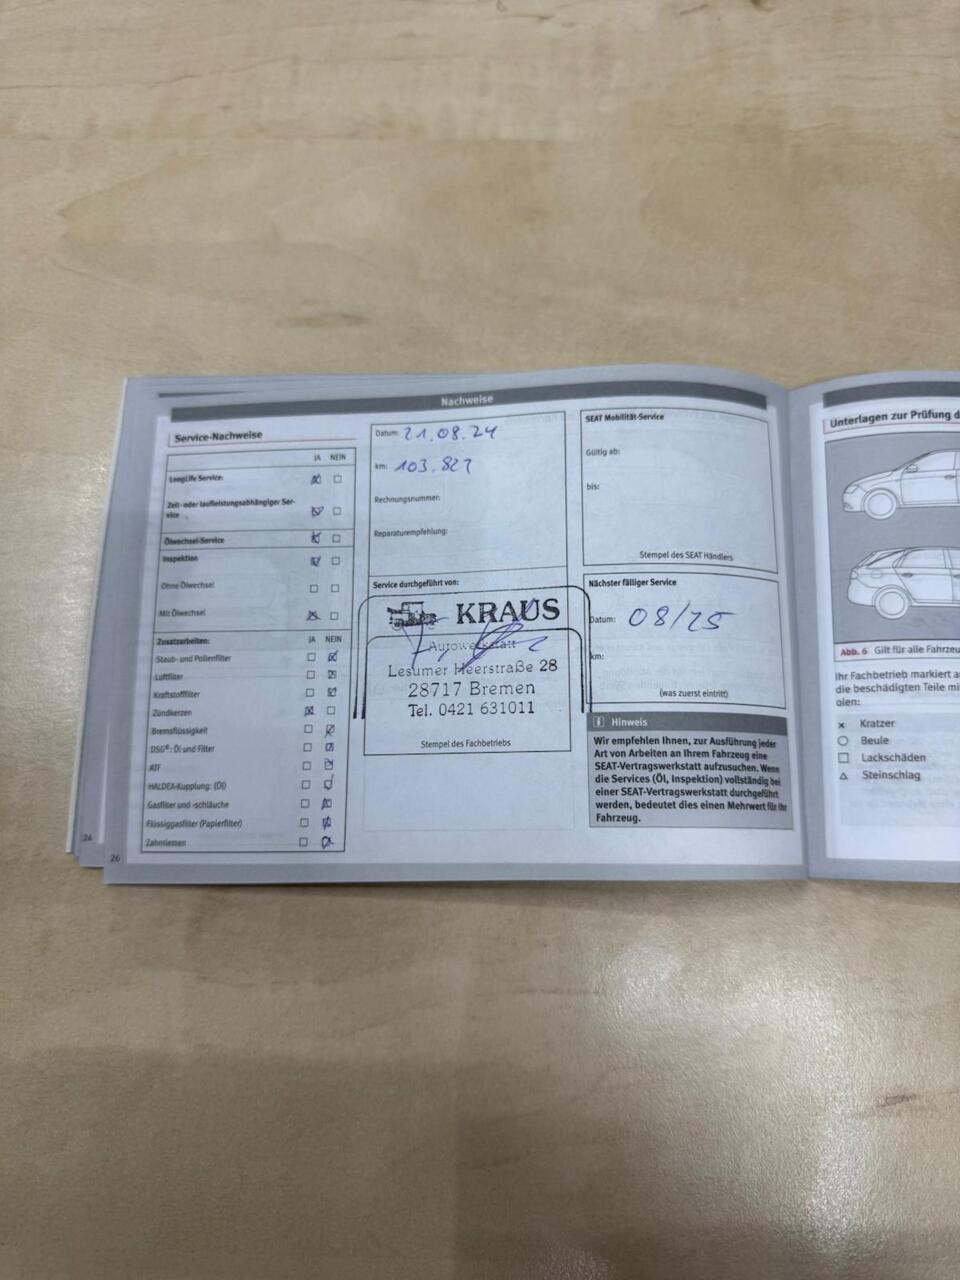 Nachweise
Service-Nachweise
JA NEIN
LongLife Service:
Zeit- oder laufleistungsabhängiger Ser-
vice
Ölwechsel-Service
Inspektion
Ohne Ölwechsel
Mit Ölwechsel
Zusatzarbeiten: JA NEIN
Staub- und Pollenfilter
Luftfilter
Kraftstofffilter
Zündkerzen
Bremsflüssigkeit
DSG®: Öl und Filter
ATF
HALDEX-Kupplung: (Öl)
Gasfilter und -schläuche
Flüssiggasfilter (Papierfilter)
Zahnriemen
24
26
Datum: 21.08.24
km: 103.827
Rechnungsnummer:
Reparaturempfehlung:
Service durchgeführt von:
KRAUS
Autowerkstatt
Lesumer Heerstraße 28
28717 Bremen
Tel. 0421 631011
Stempel des Fachbetriebs
SEAT Mobilität-Service
Gültig ab:
bis:
Stempel des SEAT Händlers
Nächster fälliger Service
Datum: 08/25
km:
(was zuerst eintritt)
i Hinweis
Wir empfehlen Ihnen, zur Ausführung jeder
Art von Arbeiten an Ihrem Fahrzeug eine
SEAT-Vertragswerkstatt aufzusuchen. Wenn
die Services (Öl, Inspektion) vollständig bei
einer SEAT-Vertragswerkstatt durchgeführt
werden, bedeutet dies einen Mehrwert für Ihr
Fahrzeug.
Unterlagen zur Prüfung d
Abb. 6 Gilt für alle Fahrzeu
Ihr Fachbetrieb markiert a
die beschädigten Teile mi
olen:
Kratzer
Beule
Lackschäden
Steinschlag